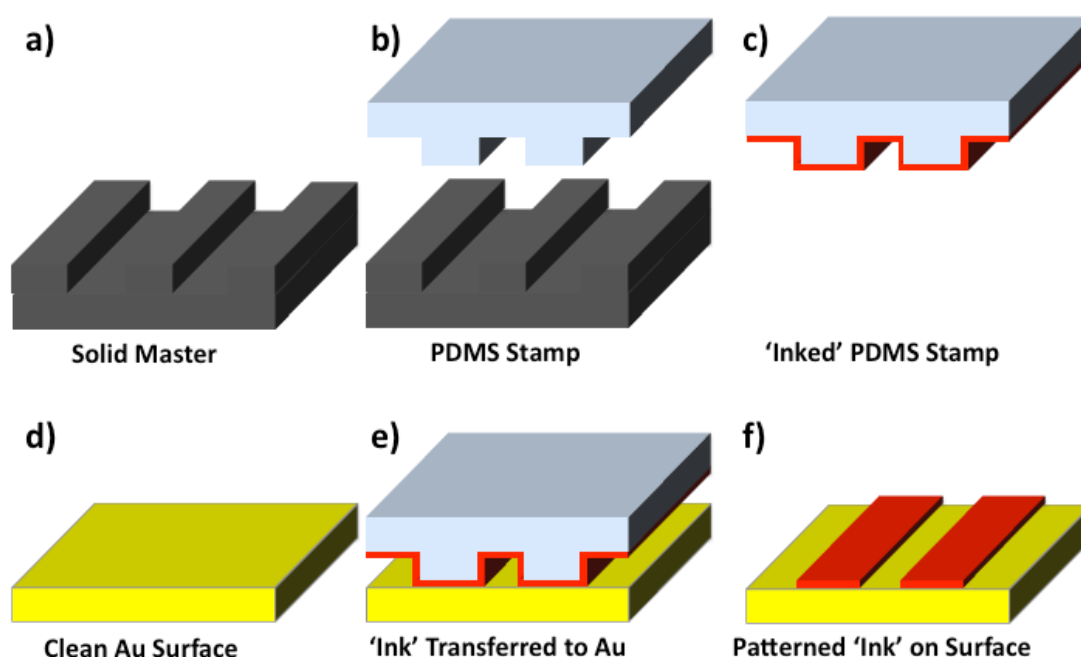 a)
b)
c)
Solid Master
PDMS Stamp
‘Inked’ PDMS Stamp
d)
e)
f)
Clean Au Surface
‘Ink’ Transferred to Au
Patterned ‘Ink’ on Surface